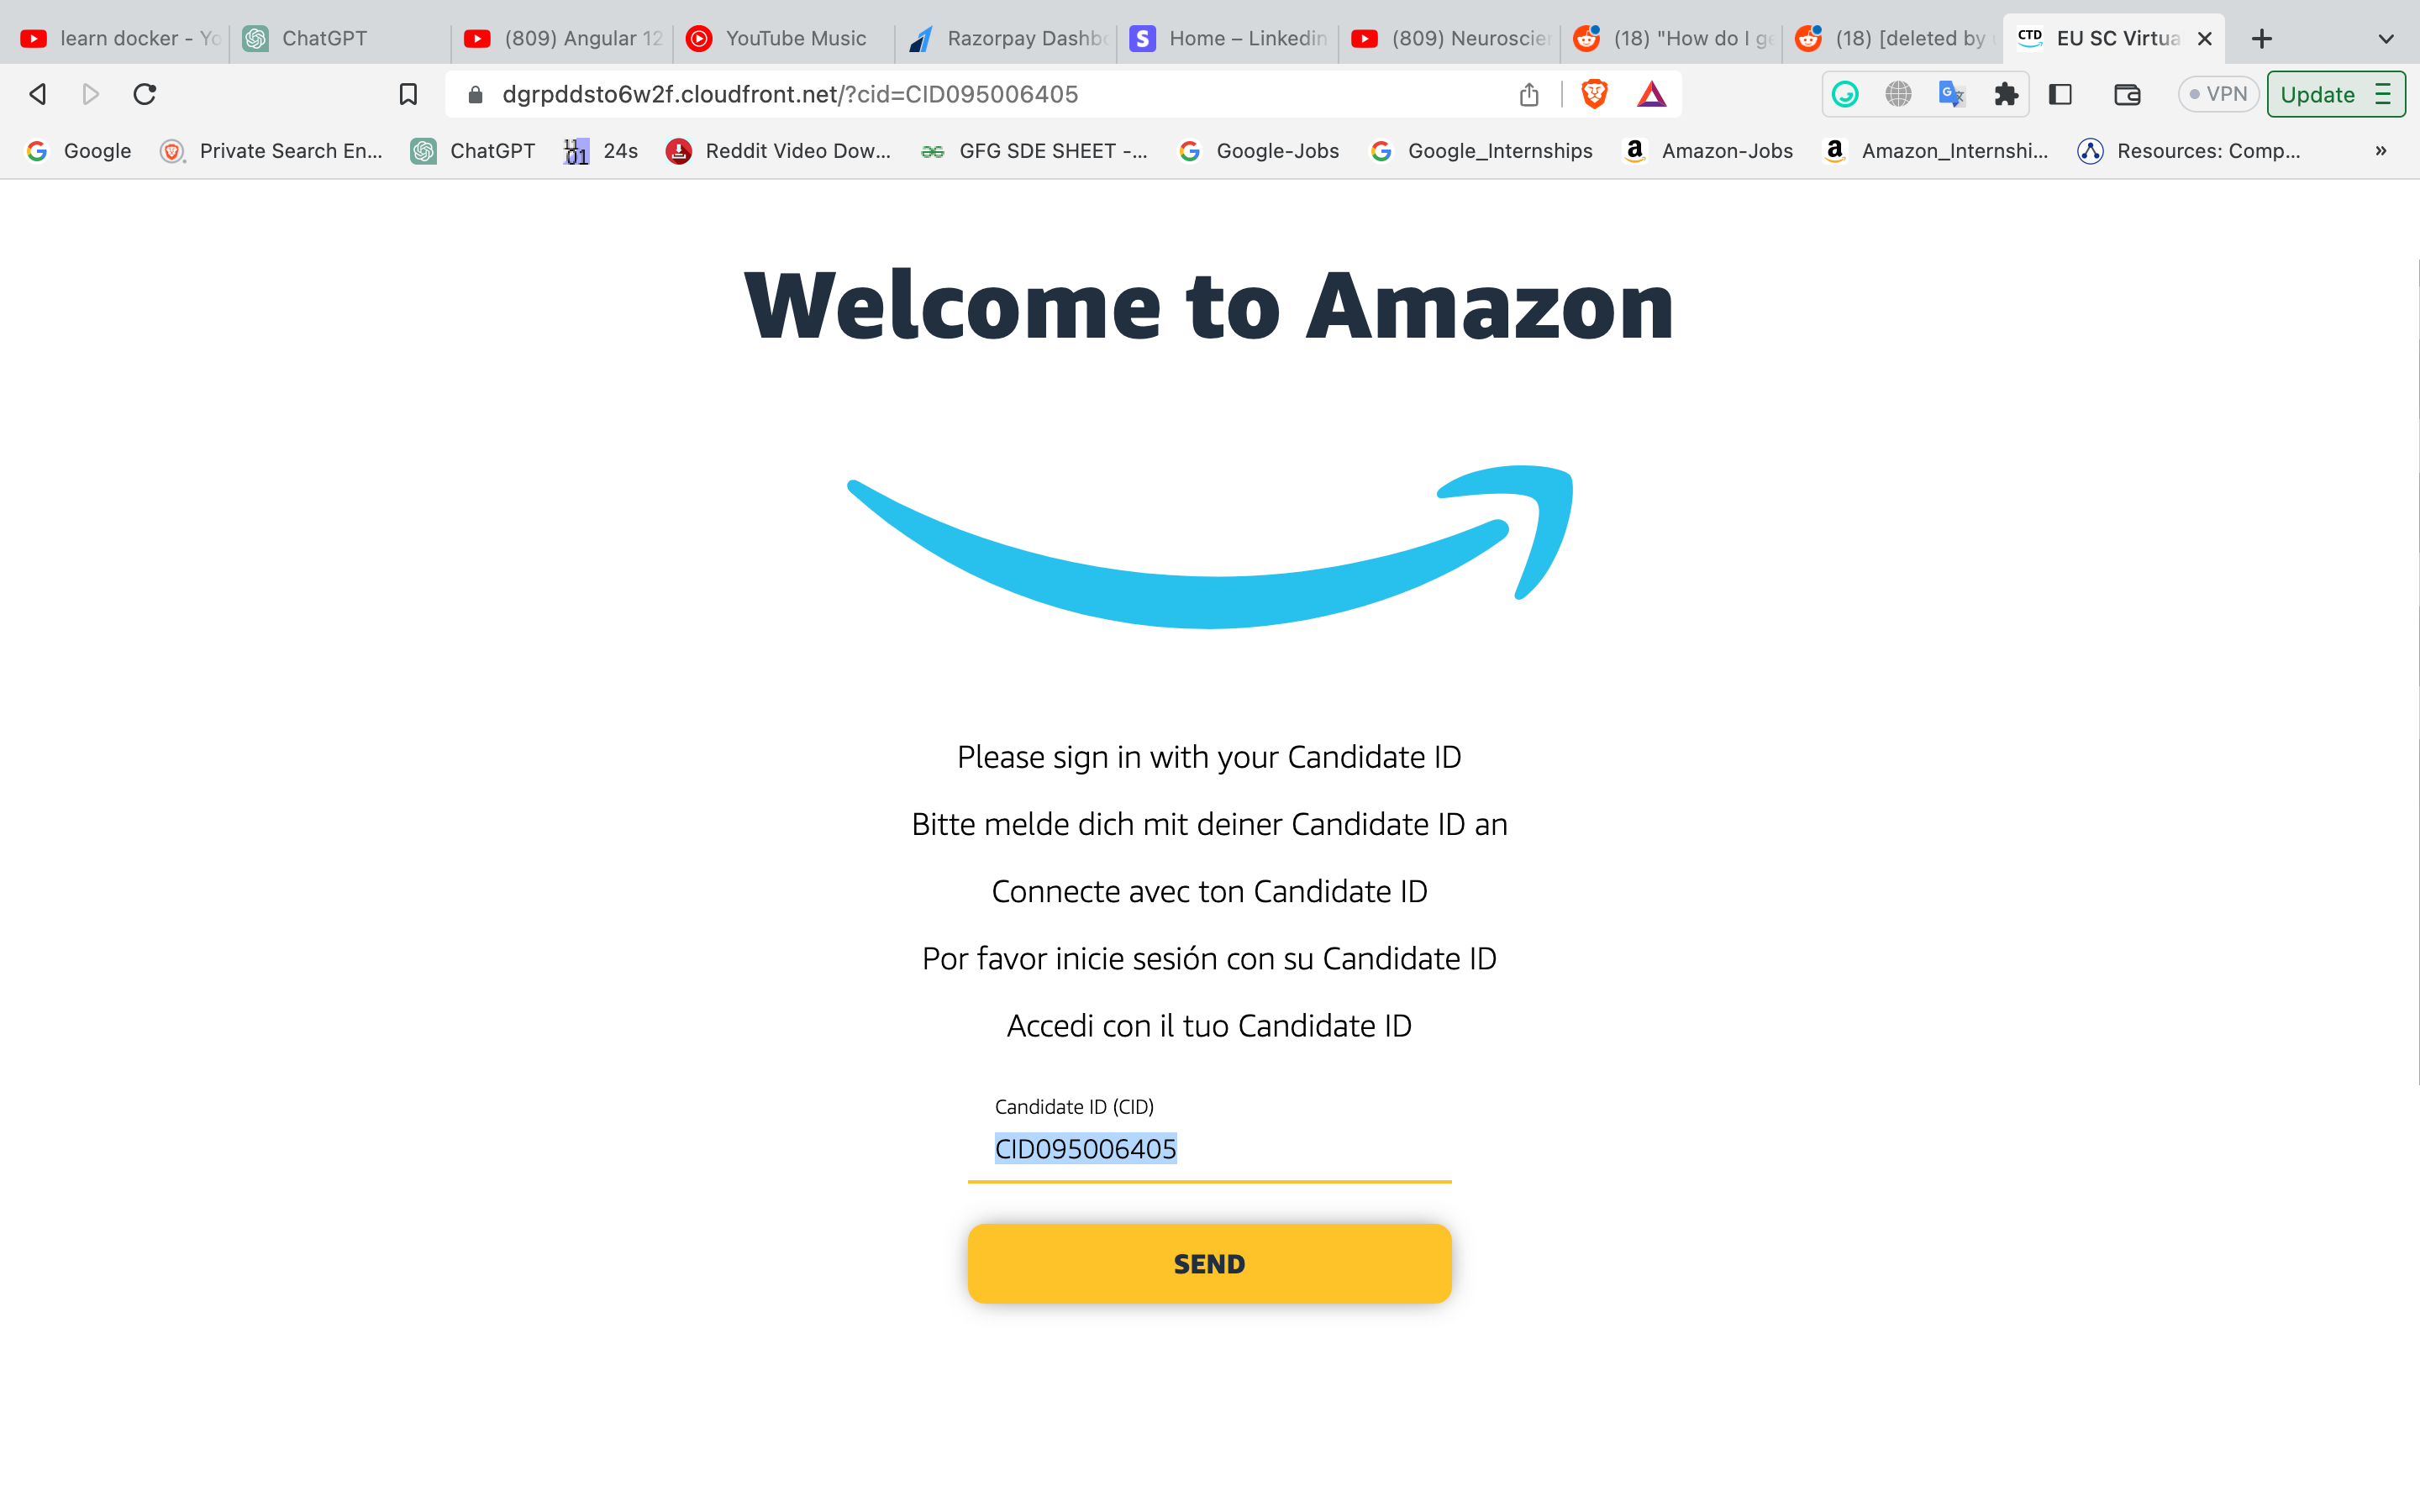 learn docker - Yo
ChatGPT
(809) Angular 12
YouTube Music
Razorpay Dashbo
Home – Linkedin
(809) Neuroscien
(18) "How do I ge
(18) [deleted by u
CTD EU SC Virtua
dgrpddsto6w2f.cloudfront.net/?cid=CID095006405
VPN
Update
Google
Private Search En...
ChatGPT
24s
Reddit Video Dow...
GFG SDE SHEET -...
Google-Jobs
Google_Internships
Amazon-Jobs
Amazon_Internshi...
Resources: Comp...
»
Welcome to Amazon
Please sign in with your Candidate ID
Bitte melde dich mit deiner Candidate ID an
Connecte avec ton Candidate ID
Por favor inicie sesión con su Candidate ID
Accedi con il tuo Candidate ID
Candidate ID (CID)
CID095006405
SEND